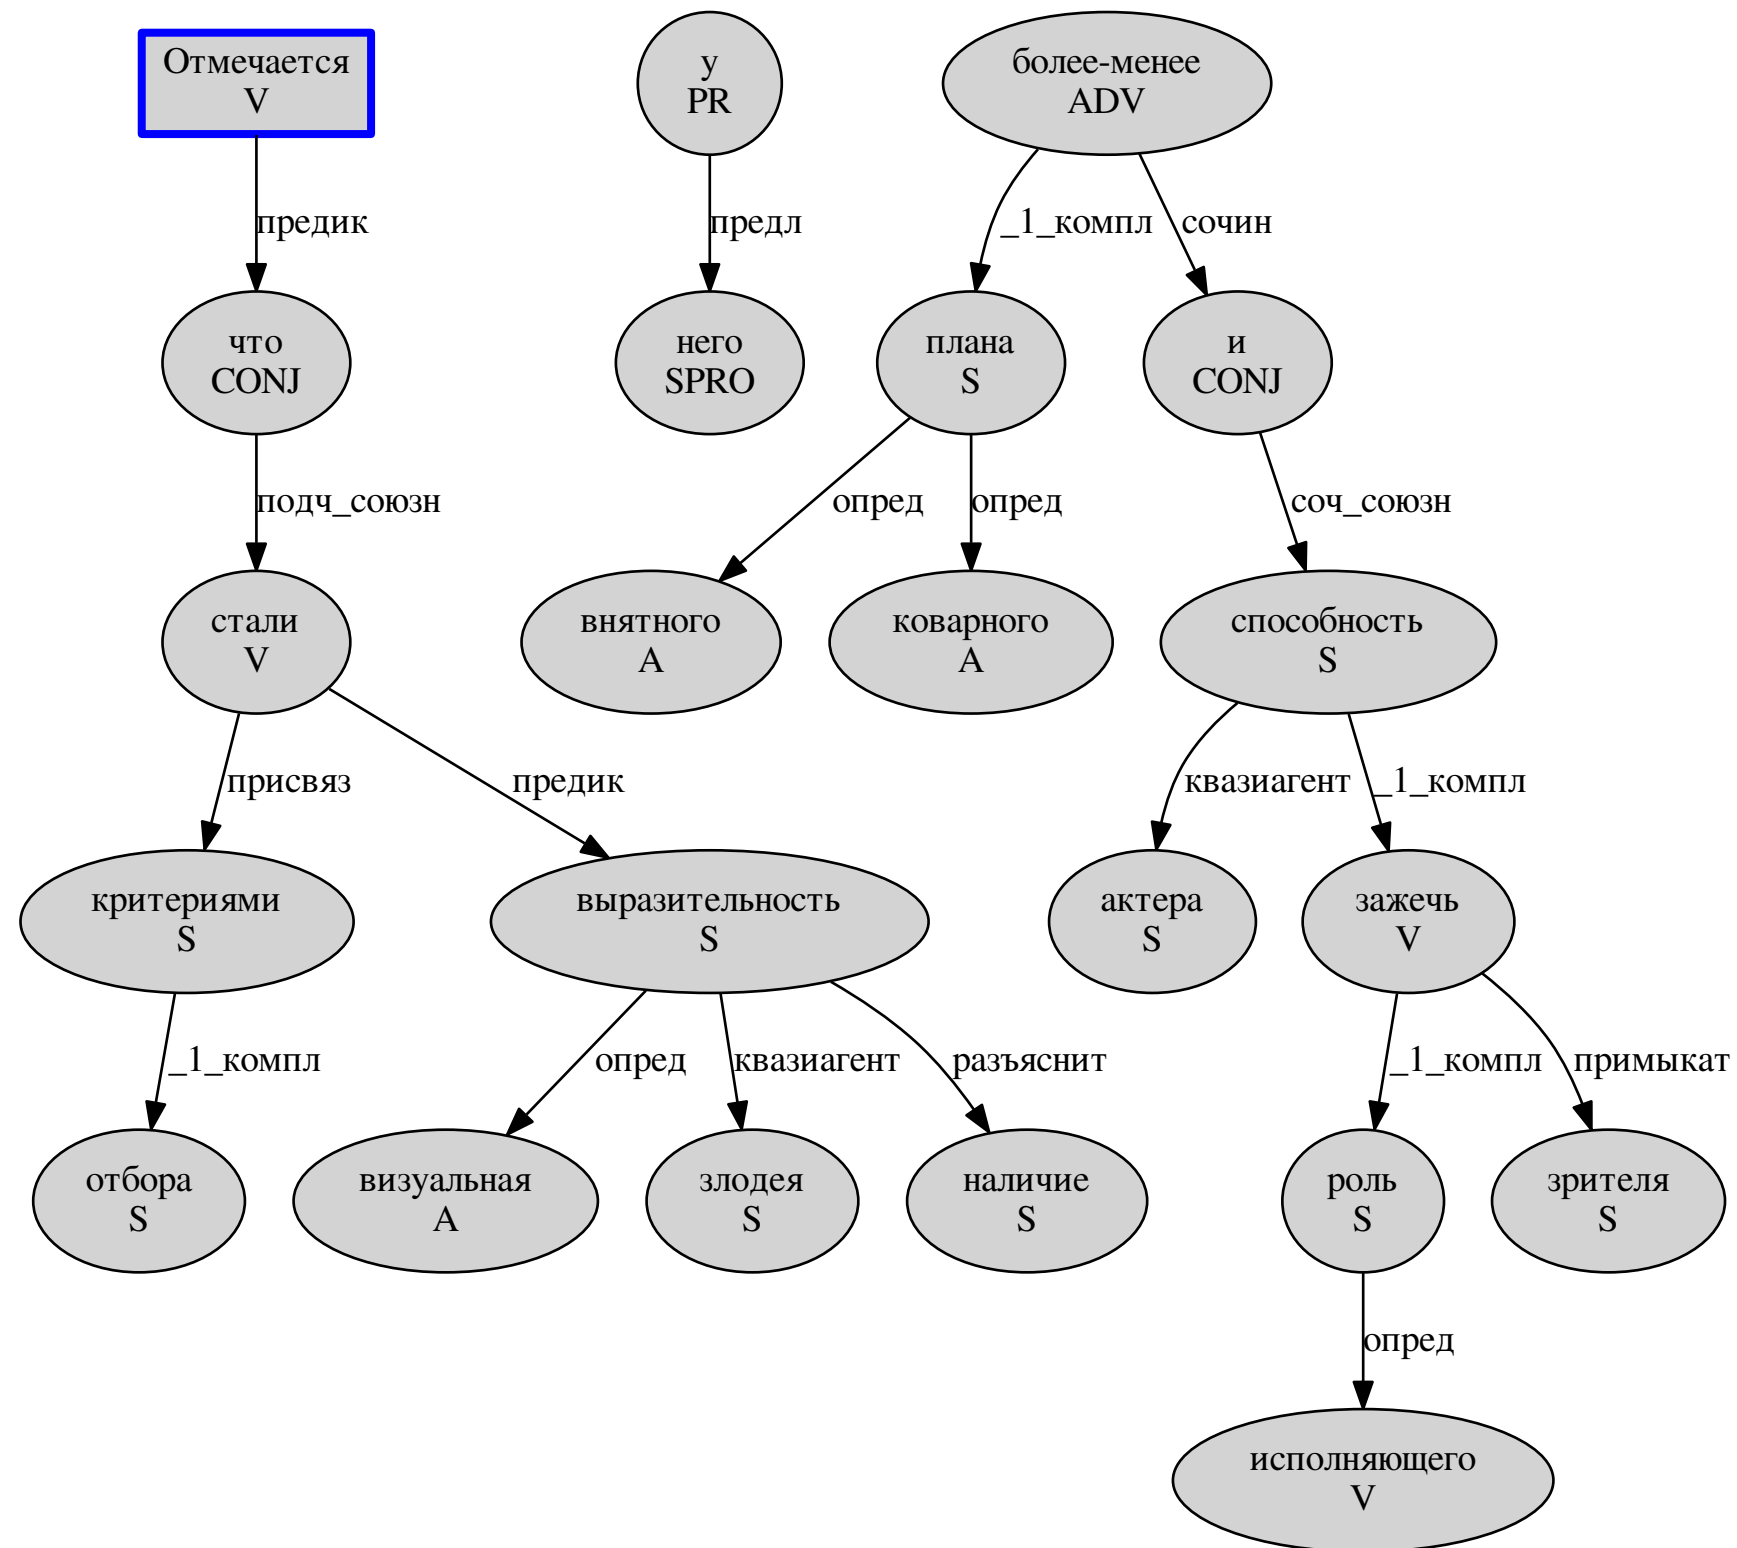 Отмечается
V
у
PR
более-менее
ADV
предик
предл
_1_компл
сочин
что
CONJ
него
SPRO
плана
S
и
CONJ
подч_союзн
опред
опред
соч_союзн
стали
V
внятного
A
коварного
A
способность
S
присвяз
предик
квазиагент
_1_компл
критериями
S
выразительность
S
актера
S
зажечь
V
_1_компл
опред
квазиагент
разъяснит
_1_компл
примыкат
отбора
S
визуальная
A
злодея
S
наличие
S
роль
S
зрителя
S
опред
исполняющего
V